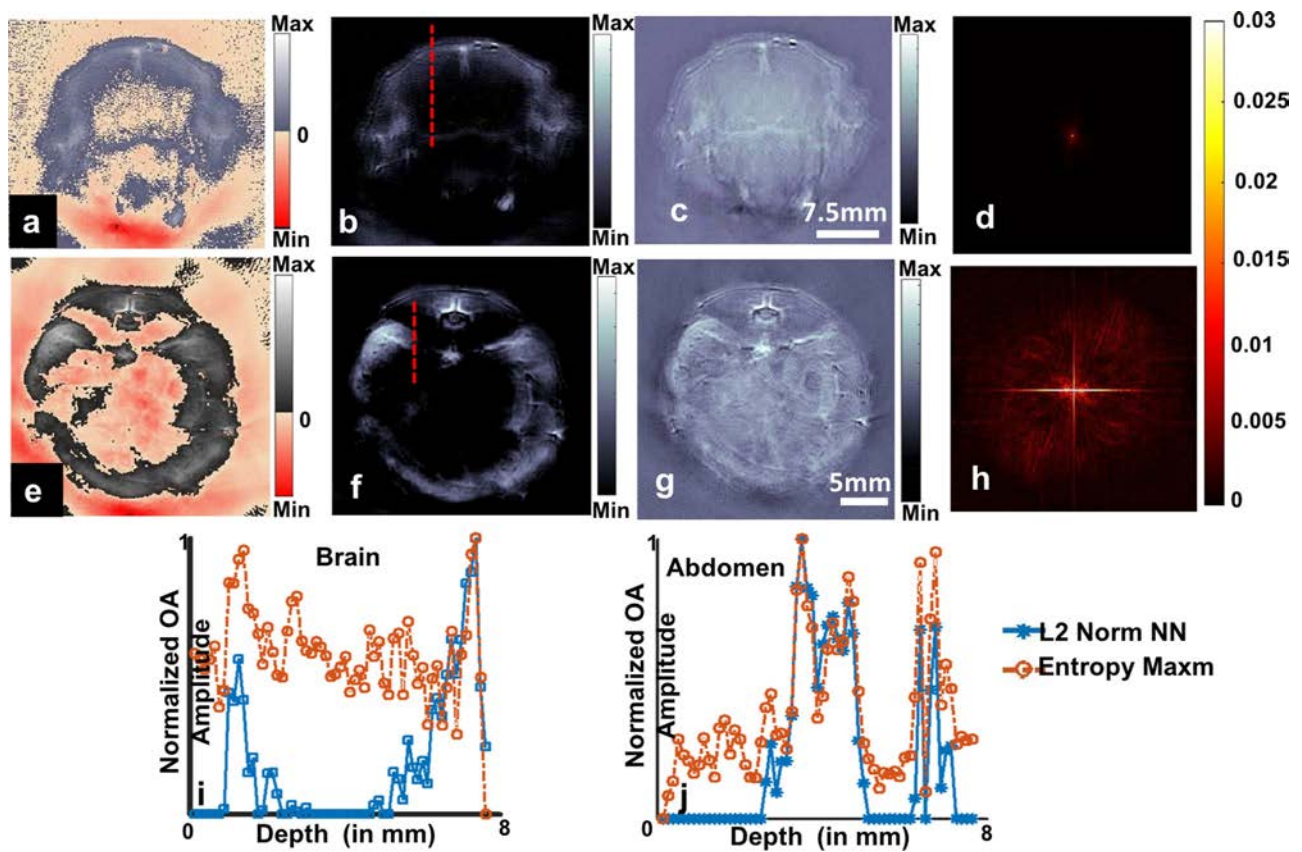 Max
0
Min
a
Max
b
Min
Max
c
7.5mm
Min
d
0.03
0.025
0.02
0.015
0.01
0.005
0
Max
0
Min
e
Max
f
Min
Max
g
5mm
Min
h
Brain
1
Normalized OA
Amplitude
i
0
8
Depth (in mm)
Abdomen
1
Normalized OA
Amplitude
j
0
8
Depth (in mm)
L2 Norm NN
Entropy Maxm